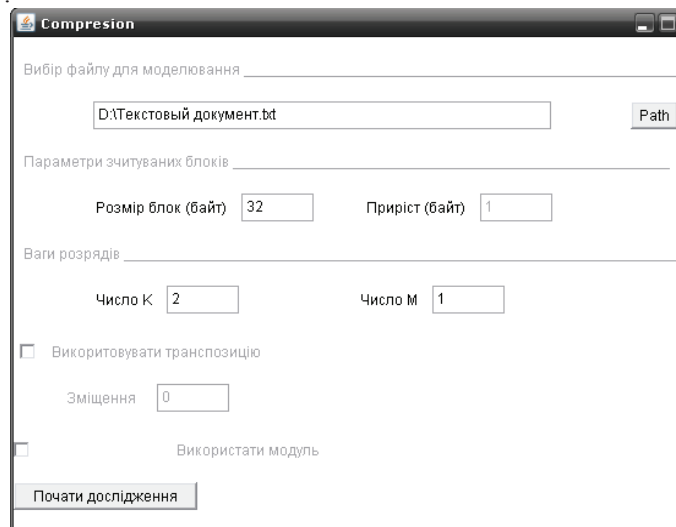 Compresion
Вибір файлу для моделювання
D:\Текстовый документ.txt Path
Параметри зчитуваних блоків
Розмір блок (байт) 32 Приріст (байт) 1
Ваги розрядів
Число K 2 Число M 1
Викоритовувати транспозицію
Зміщення 0
Використати модуль
Почати дослідження